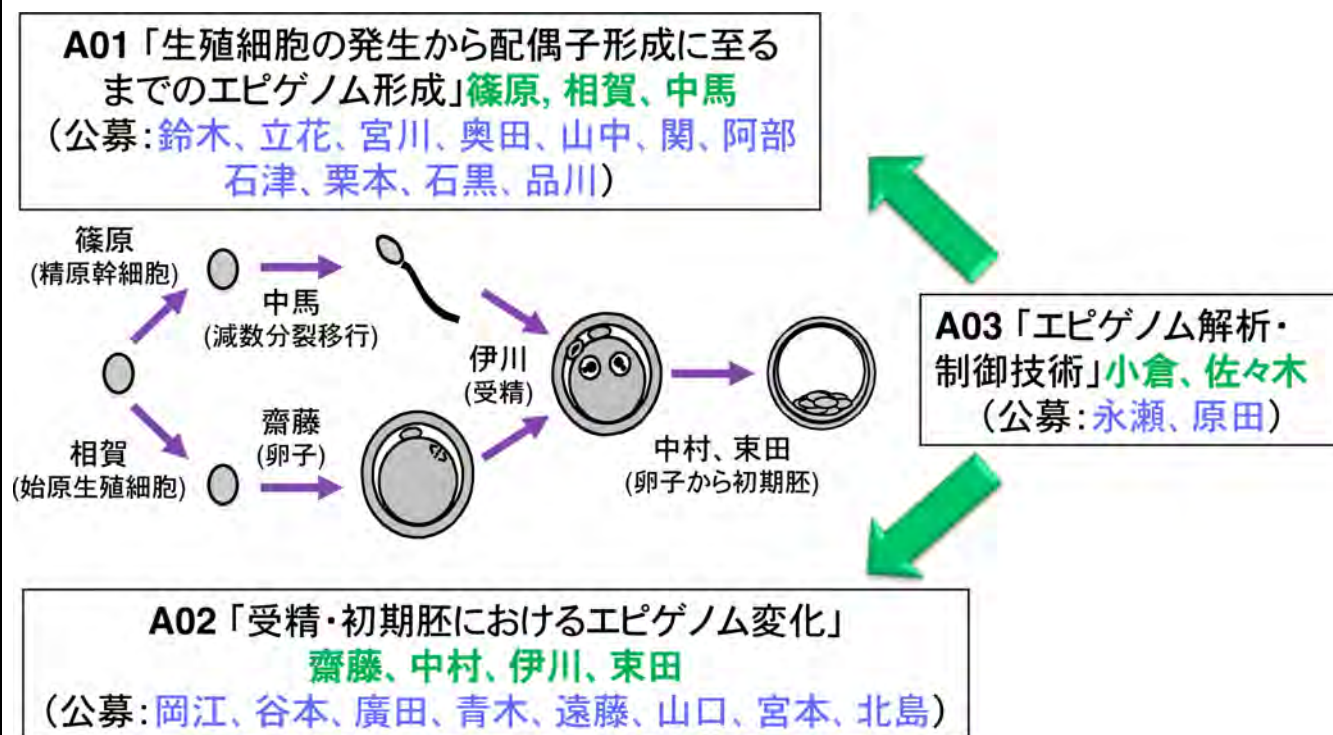 A01「生殖細胞の発生から配偶子形成に至る
までのエピゲノム形成」篠原, 相賀、中馬
（公募:鈴木、立花、宮川、奥田、山中、関、阿部
石津、栗本、石黒、品川）
篠原
(精原幹細胞)
中馬
(減数分裂移行)
伊川
(受精)
齋藤
(卵子)
相賀
(始原生殖細胞)
中村、束田
(卵子から初期胚)
A03「エピゲノム解析・
制御技術」小倉、佐々木
（公募:永瀬、原田）
A02「受精・初期胚におけるエピゲノム変化」
齋藤、中村、伊川、束田
（公募:岡江、谷本、廣田、青木、遠藤、山口、宮本、北島）